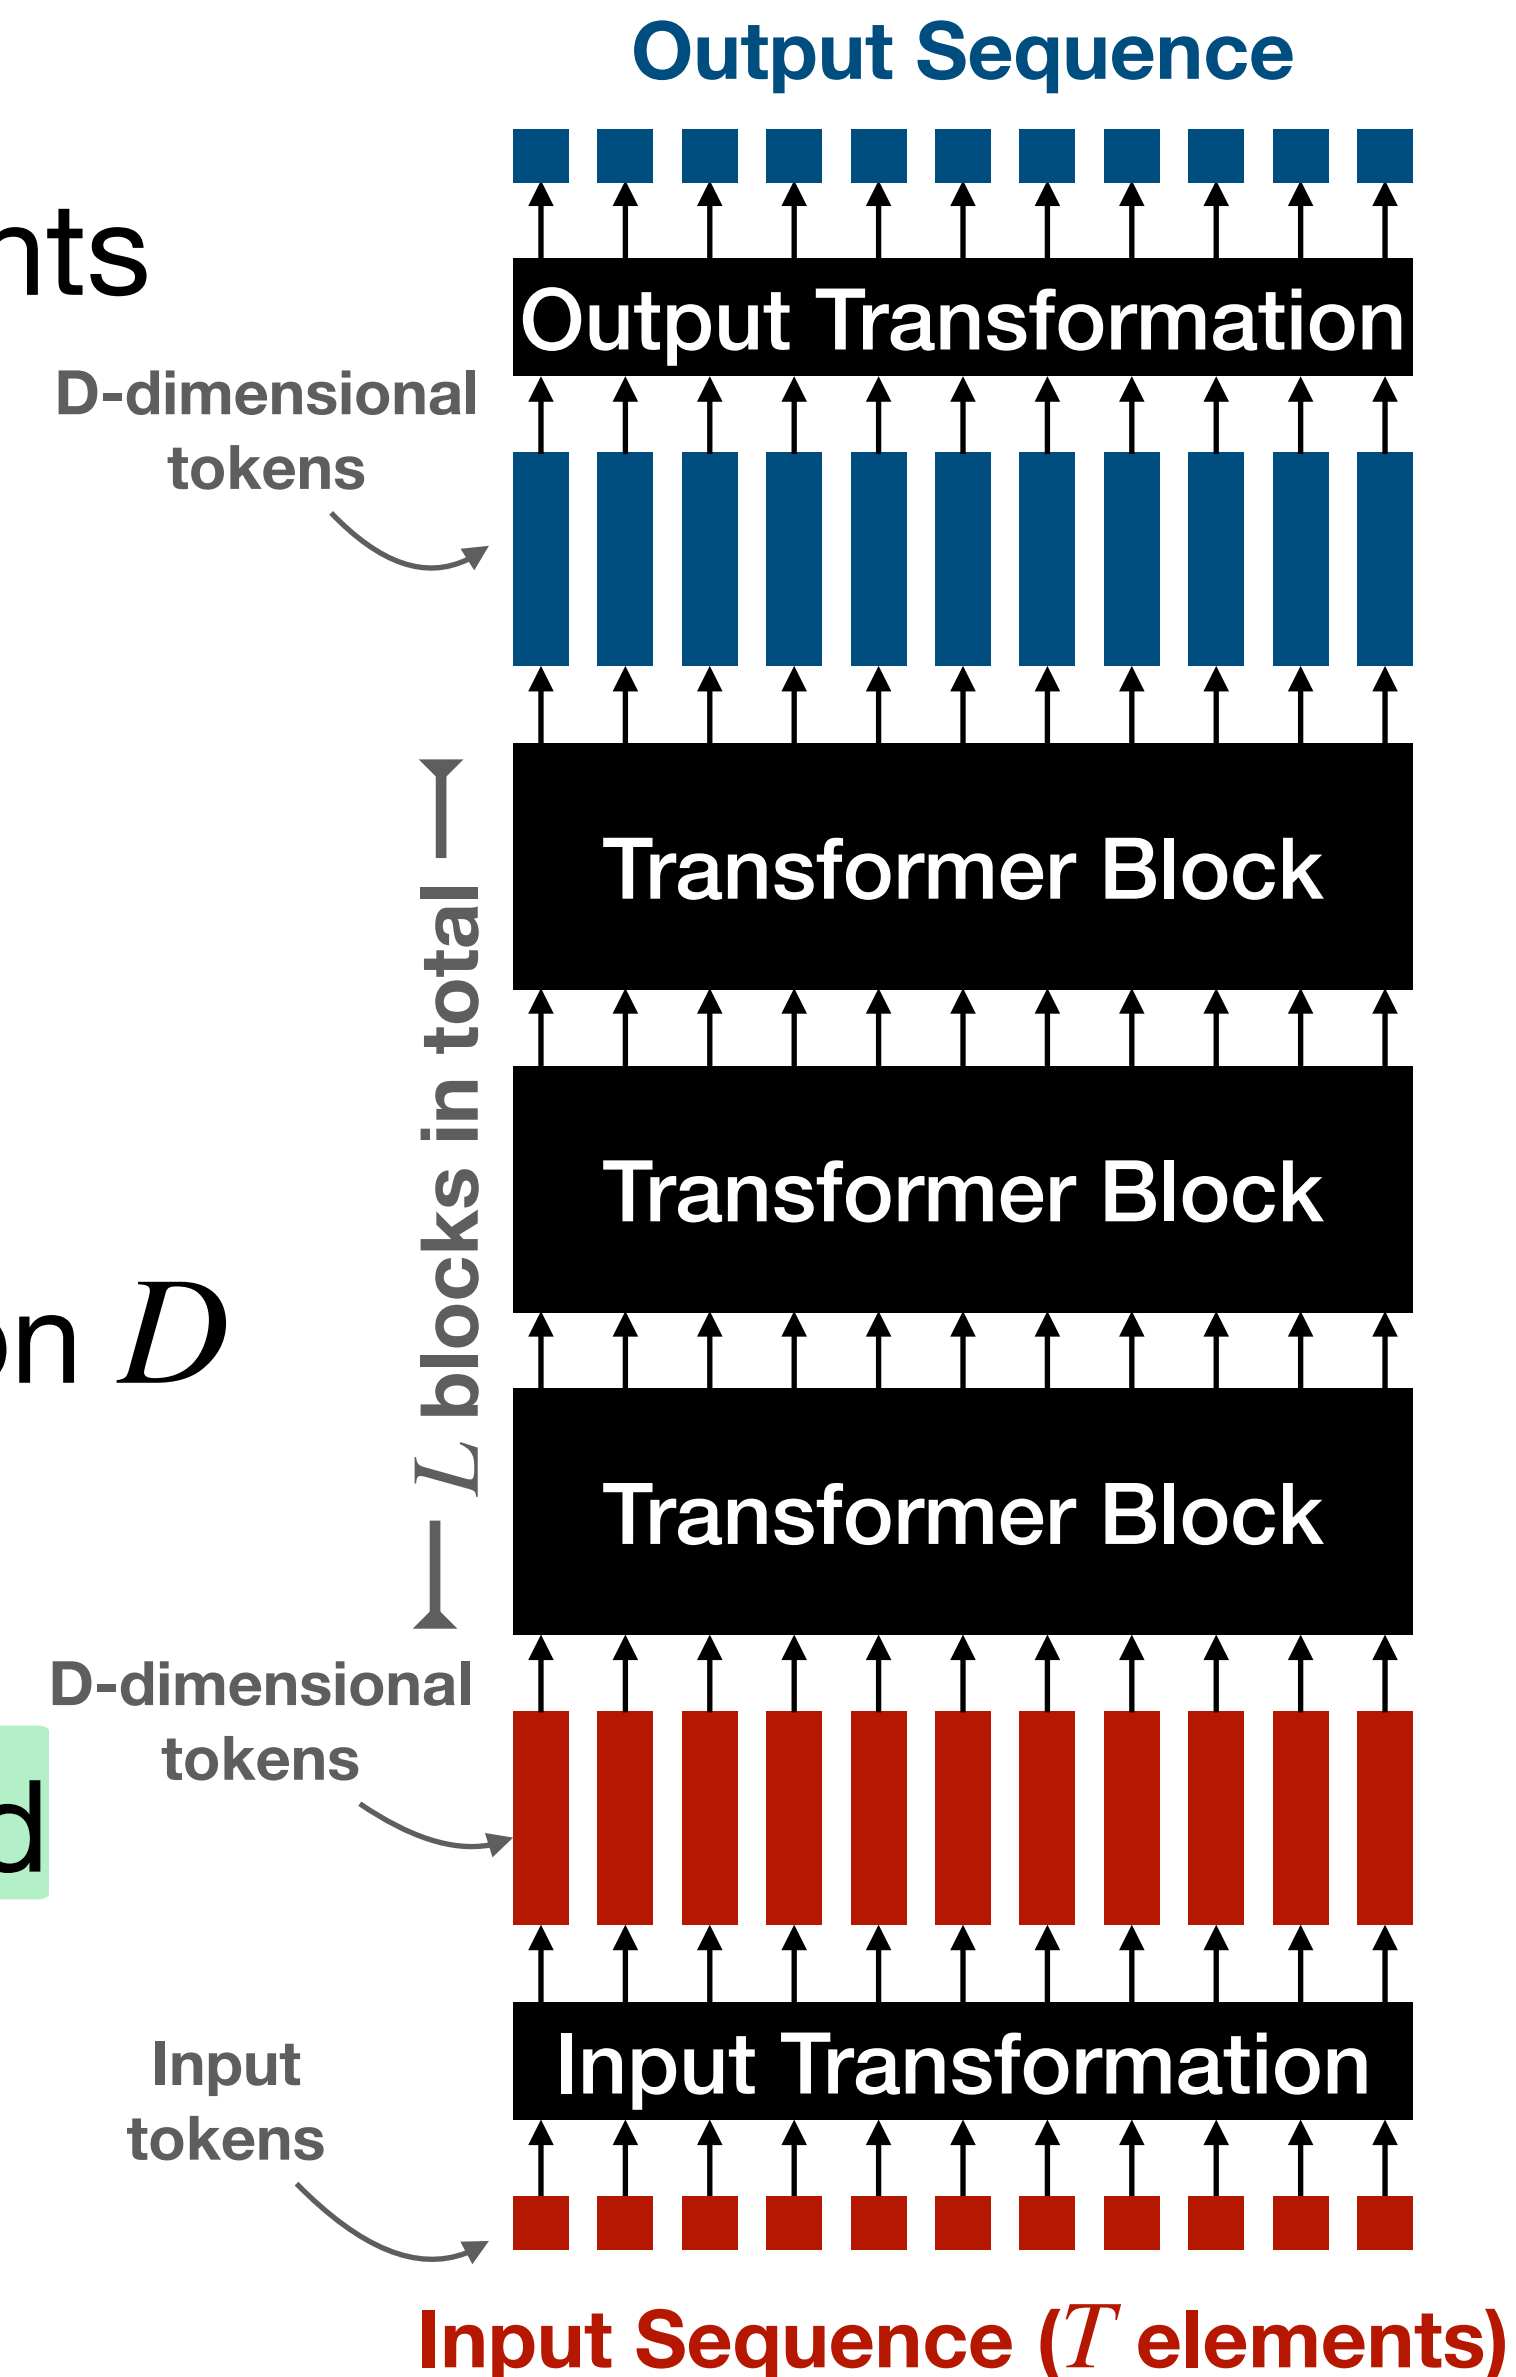 Output Sequence
nts
Output Transformation
D-dimensional
tokens
Transformer Block
L blocks in total
Transformer Block
on D
Transformer Block
D-dimensional
tokens
d
Input
tokens
Input Transformation
Input Sequence (T elements)